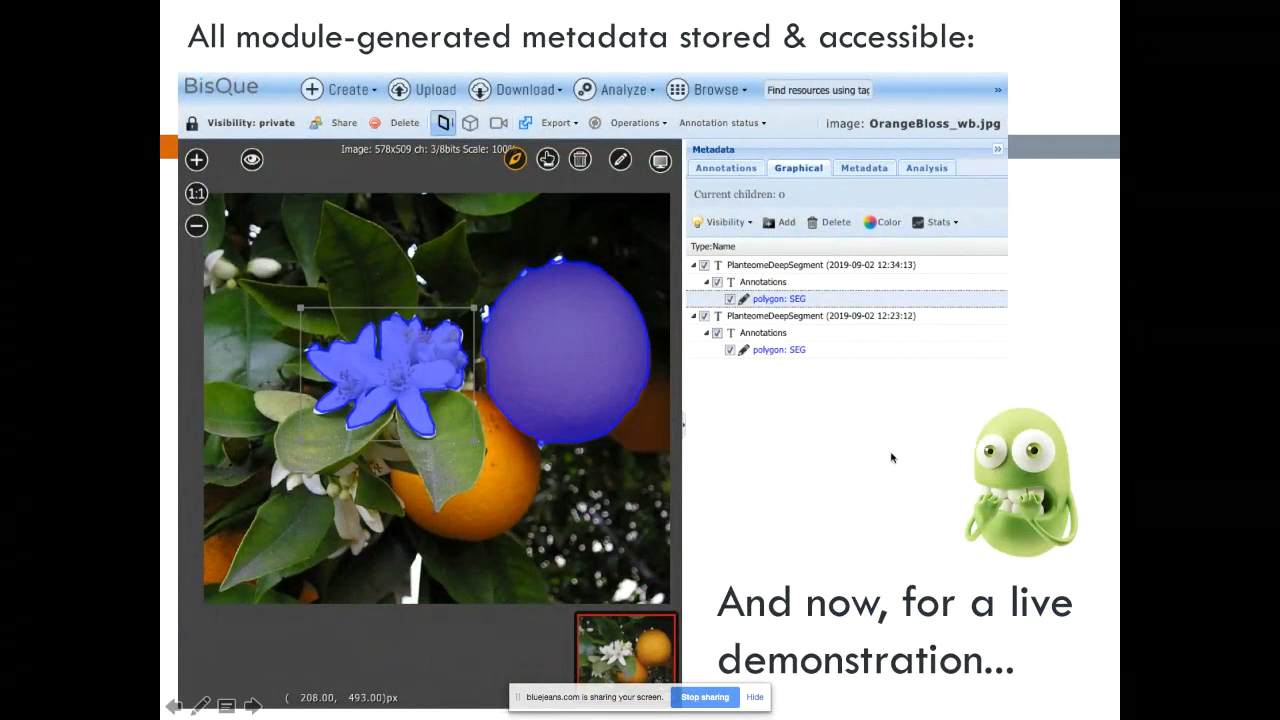 All module-generated metadata stored & accessible:
BisQue Create Upload Download Analyze Browse Find resources using tag »
Visibility: private Share Delete Export Operations Annotation status image: OrangeBloss_wb.jpg
Image: 578x509 ch: 3/8bits Scale: 100%
1:1
Metadata »
Annotations Graphical Metadata Analysis
Current children: 0
Visibility Add Delete Color Stats
Type:Name
T PlanteomeDeepSegment (2019-09-02 12:34:13)
T Annotations
polygon: SEG
T PlanteomeDeepSegment (2019-09-02 12:23:12)
T Annotations
polygon: SEG
And now, for a live
demonstration...
( 208.00, 493.00)px
bluejeans.com is sharing your screen. Stop sharing Hide